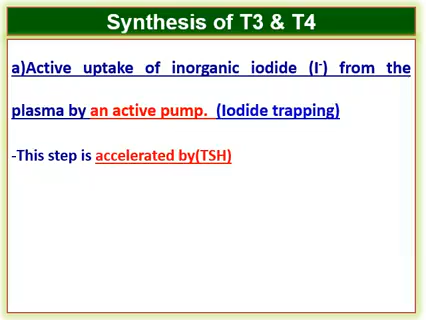 Synthesis of T3 & T4
a)Active uptake of inorganic iodide (I⁻) from the
plasma by an active pump. (Iodide trapping)
-This step is accelerated by(TSH)